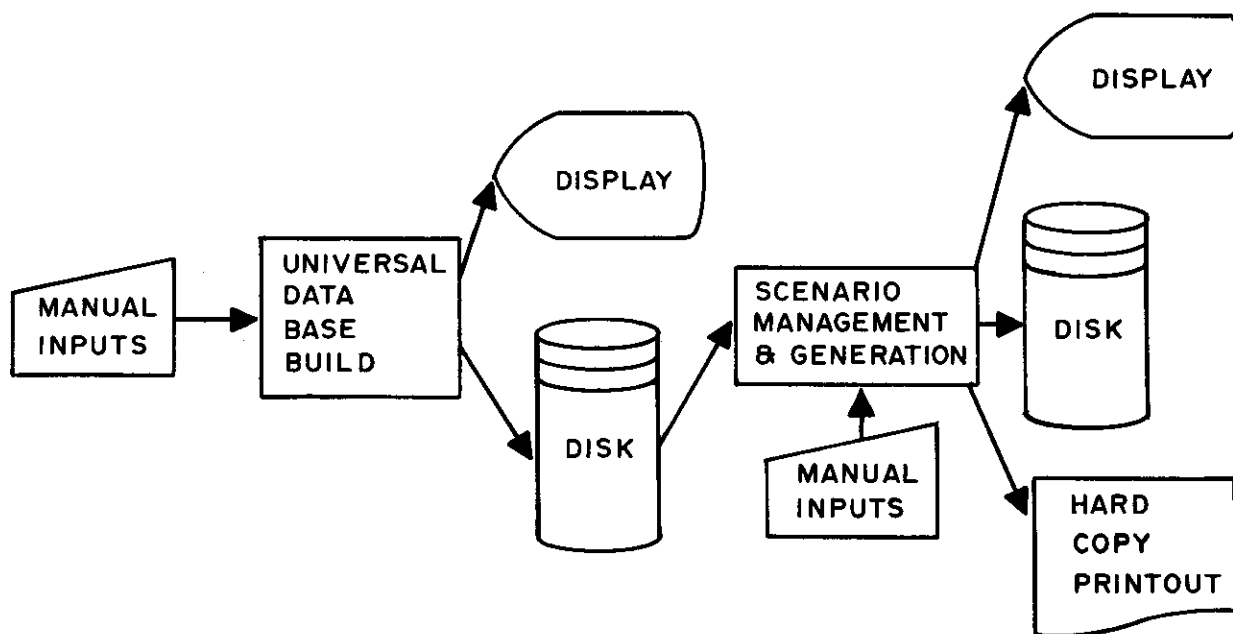 MANUAL
INPUTS
UNIVERSAL
DATA
BASE
BUILD
DISPLAY
DISK
SCENARIO
MANAGEMENT
& GENERATION
MANUAL
INPUTS
DISPLAY
DISK
HARD
COPY
PRINTOUT